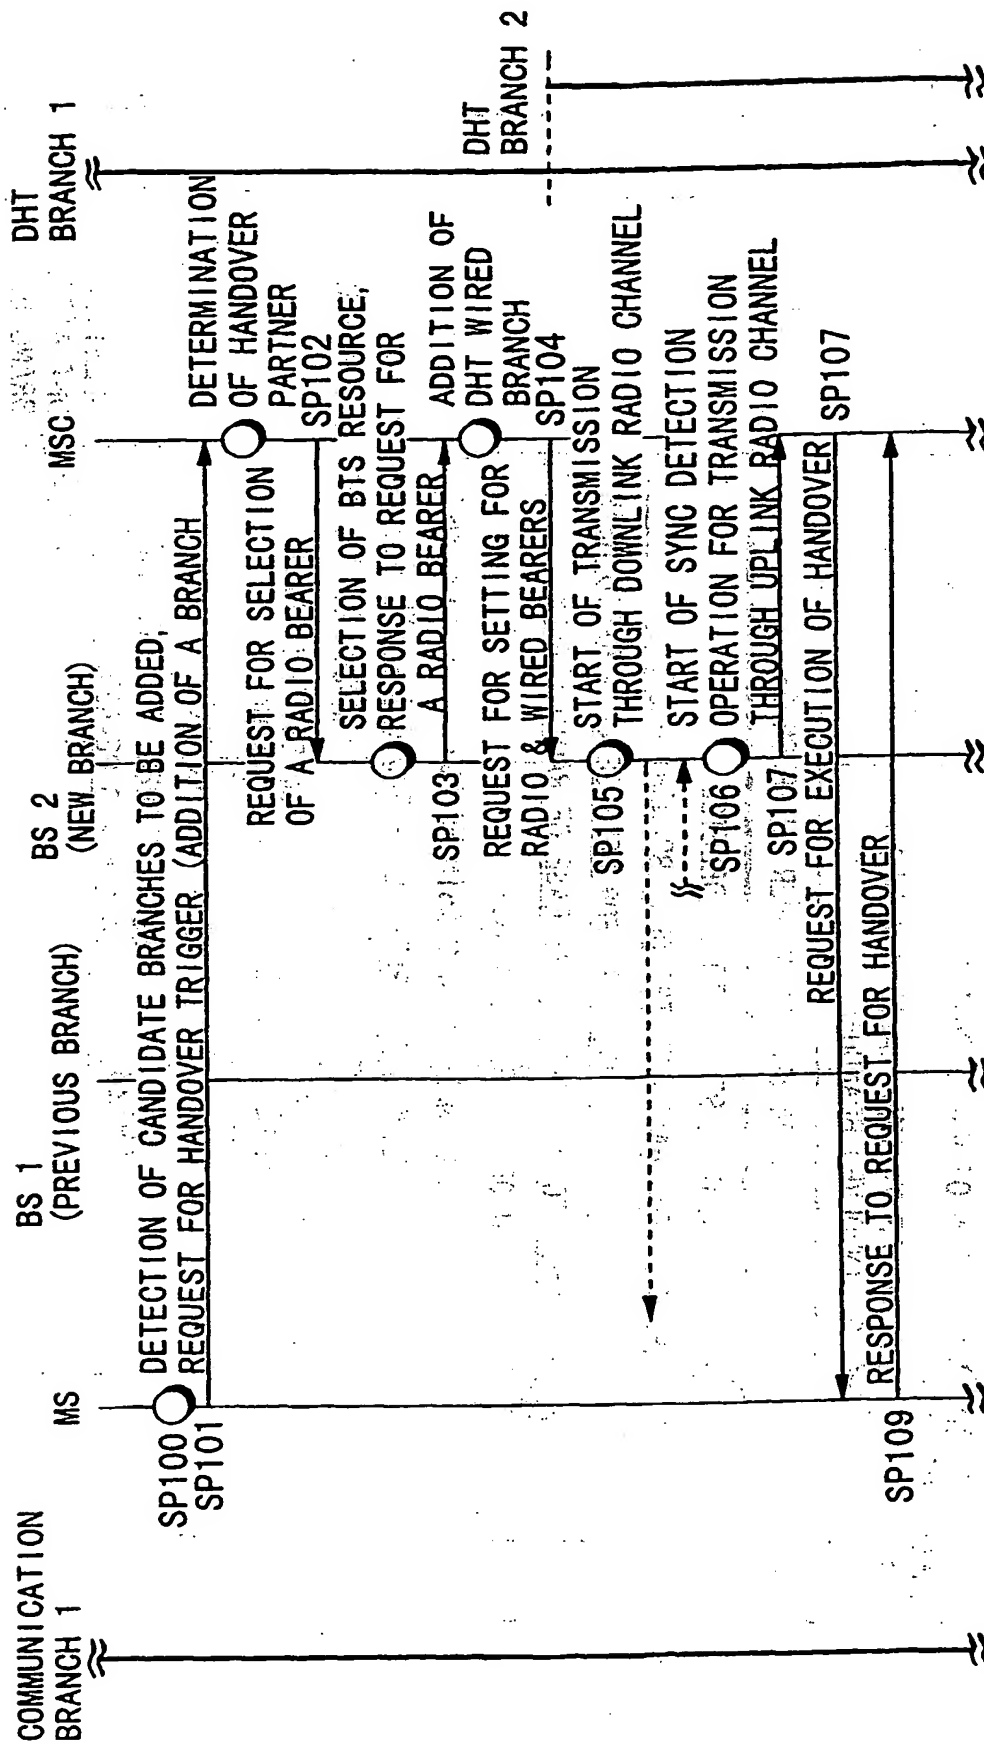 COMMUNICATION
BRANCH 1
MS
BS 1
(PREVIOUS BRANCH)
BS 2
(NEW BRANCH)
MSC
DHT
BRANCH 1
SP100
DETECTION OF CANDIDATE BRANCHES TO BE ADDED,
REQUEST FOR HANDOVER TRIGGER (ADDITION OF A BRANCH
SP101
DETERMINATION
OF HANDOVER
PARTNER
REQUEST FOR SELECTION
OF A RADIO BEARER
SP102
SELECTION OF BTS RESOURCE,
RESPONSE TO REQUEST FOR
A RADIO BEARER
SP103
ADDITION OF
DHT WIRED
BRANCH
DHT
BRANCH 2
REQUEST FOR SETTING FOR
RADIO & WIRED BEARERS
SP104
SP105
START OF TRANSMISSION
THROUGH DOWNLINK RADIO CHANNEL
START OF SYNC DETECTION
SP106
OPERATION FOR TRANSMISSION
THROUGH UPLINK RADIO CHANNEL
SP107
REQUEST FOR EXECUTION OF HANDOVER
SP107
RESPONSE TO REQUEST FOR HANDOVER
SP109